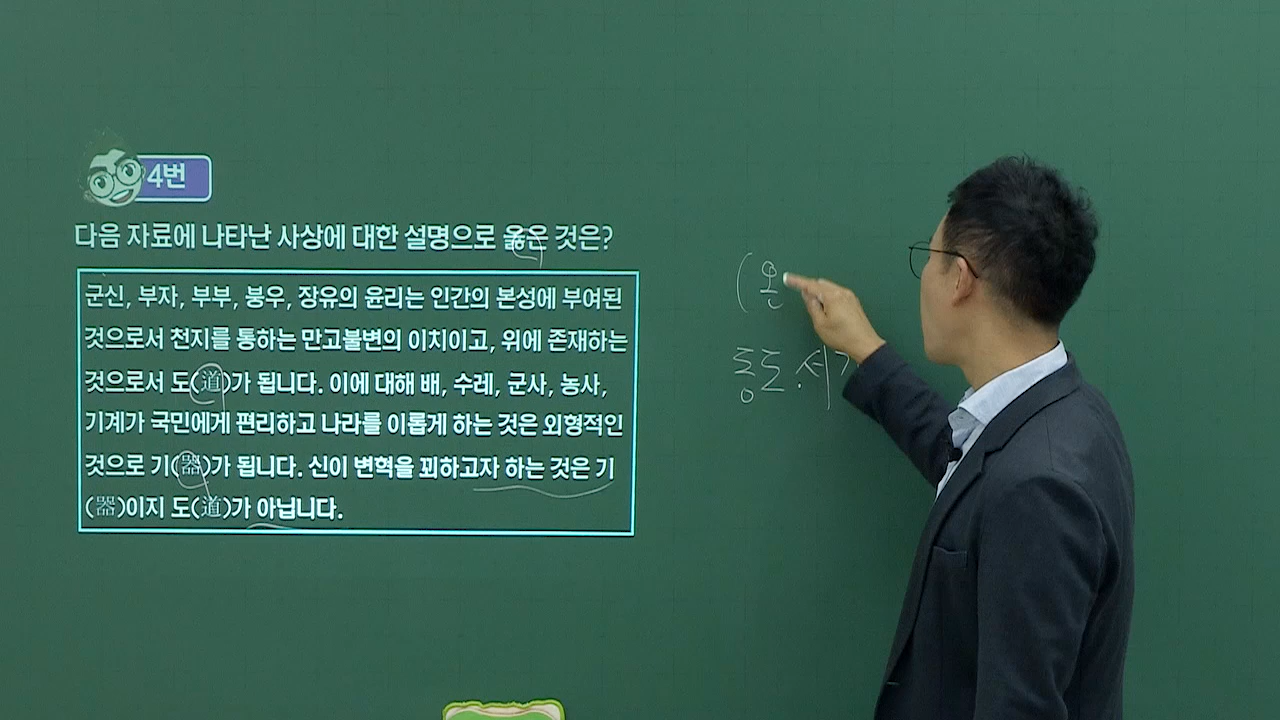 4번
다음 자료에 나타난 사상에 대한 설명으로 옳은 것은?
군신, 부자, 부부, 붕우, 장유의 윤리는 인간의 본성에 부여된
것으로서 천지를 통하는 만고불변의 이치이고, 위에 존재하는
것으로서 도(道)가 됩니다. 이에 대해 배, 수레, 군사, 농사,
기계가 국민에게 편리하고 나라를 이롭게 하는 것은 외형적인
것으로 기(器)가 됩니다. 신이 변혁을 꾀하고자 하는 것은 기
(器)이지 도(道)가 아닙니다.
(온
동도.서기